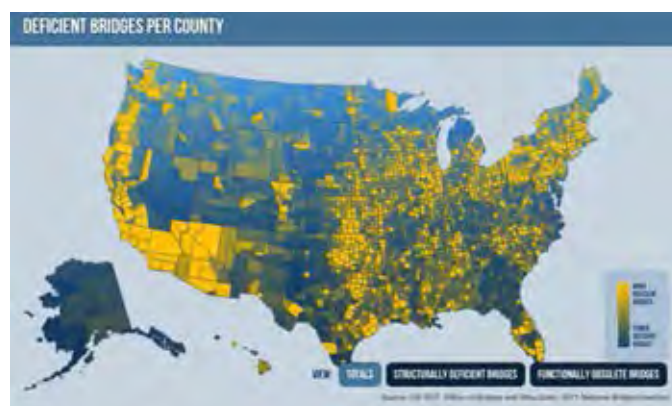 DEFICIENT BRIDGES PER COUNTY
MORE
DEFICIENT
BRIDGES
FEWER
DEFICIENT
BRIDGES
VIEW: TOTALS STRUCTURALLY DEFICIENT BRIDGES FUNCTIONALLY OBSOLETE BRIDGES